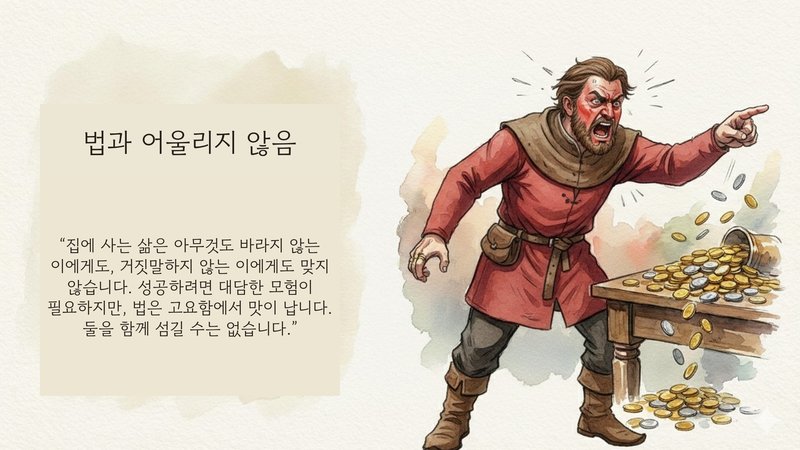 법과 어울리지 않음
“집에 사는 삶은 아무것도 바라지 않는
이에게도, 거짓말하지 않는 이에게도 맞지
않습니다. 성공하려면 대담한 모험이
필요하지만, 법은 고요함에서 맛이 납니다.
둘을 함께 섬길 수는 없습니다.”